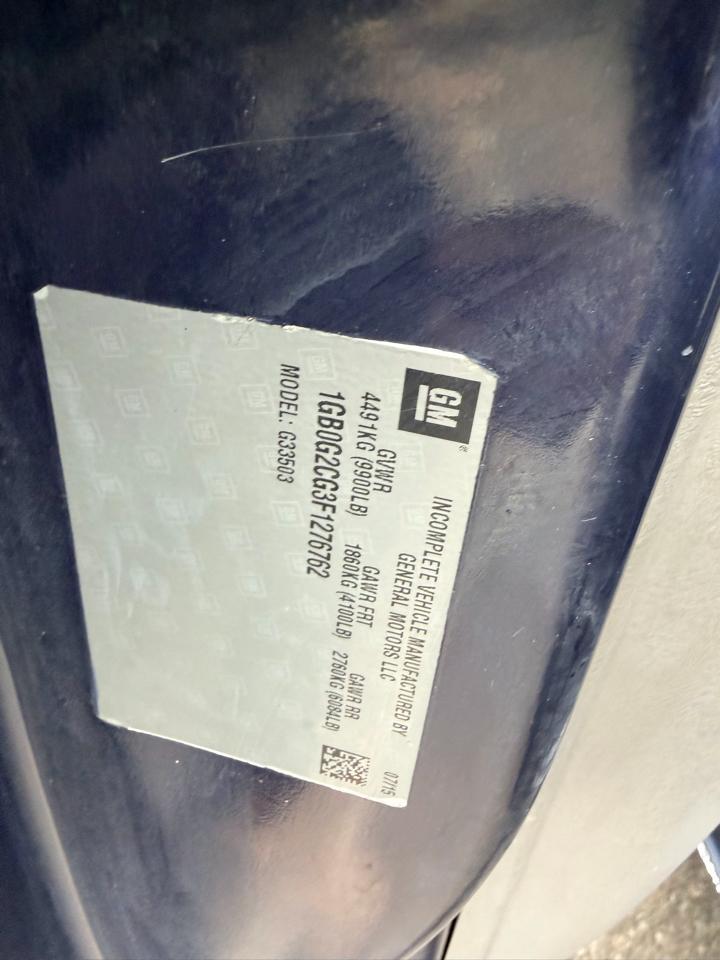 GM®
INCOMPLETE VEHICLE MANUFACTURED BY
GENERAL MOTORS LLC
07/15
GVWR GAWR FRT GAWR RR
4491KG (9900LB) 1860KG (4100LB) 2760KG (6084LB)
1GB0G2CG3F1276762
MODEL: G33503